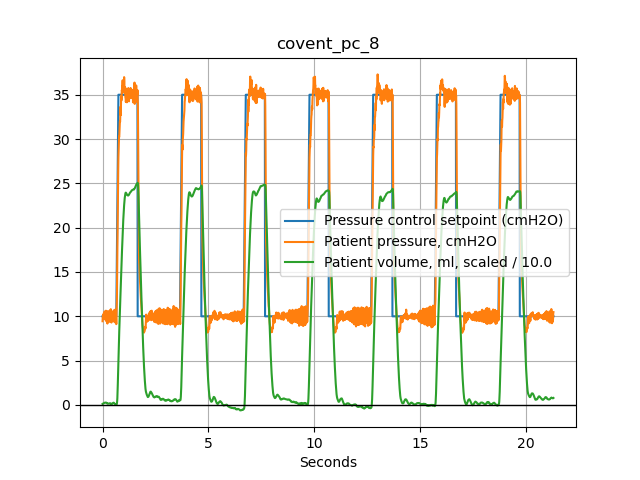 covent_pc_8
35
30
25
20
15
10
5
0
Pressure control setpoint (cmH2O)
Patient pressure, cmH2O
Patient volume, ml, scaled / 10.0
0 5 10 15 20
Seconds